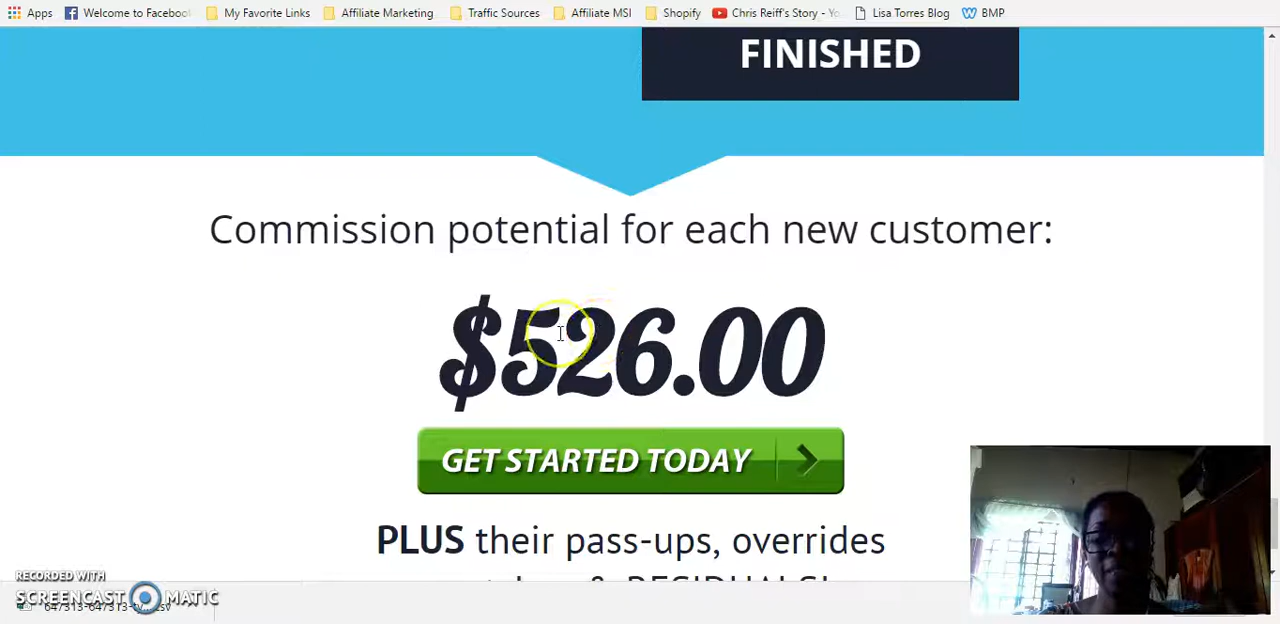 Apps Welcome to Facebook My Favorite Links Affiliate Marketing Traffic Sources Affiliate MSI Shopify Chris Reiff's Story - Yo Lisa Torres Blog BMP
FINISHED
Commission potential for each new customer:
$526.00
GET STARTED TODAY
PLUS their pass-ups, overrides
& RESIDUALS!
RECORDED WITH
SCREENCAST MATIC